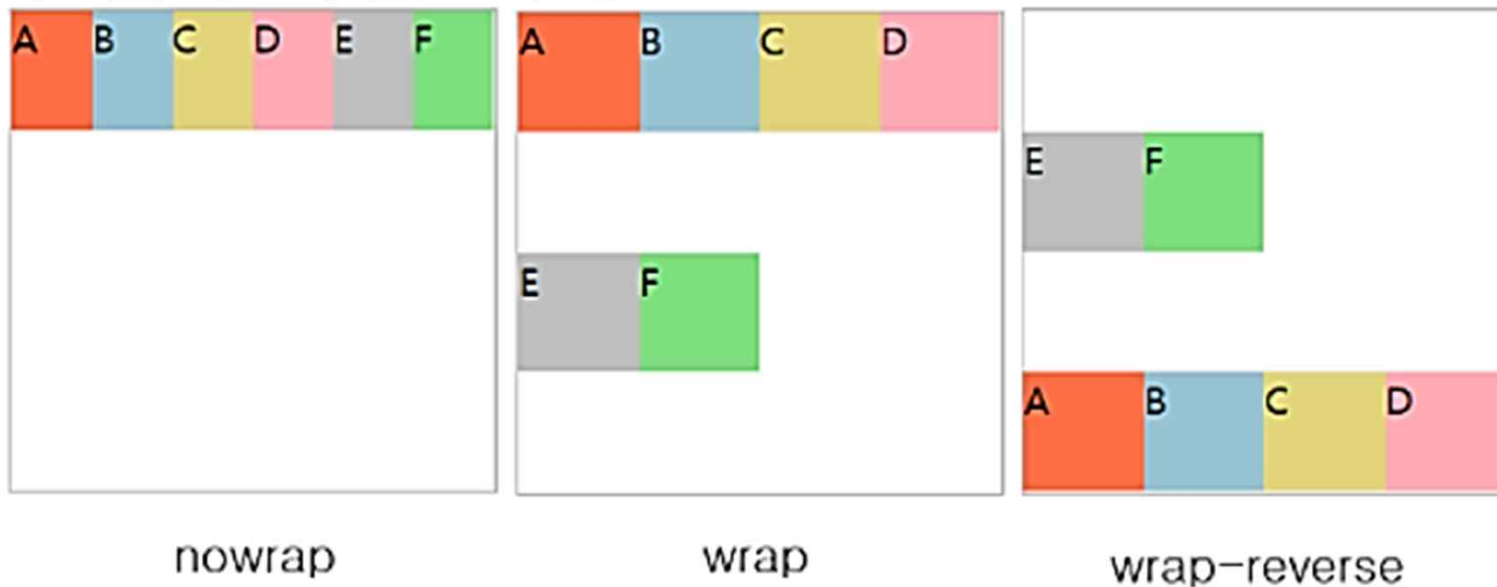 A B C D E F
nowrap
A B C D
E F
wrap
E F
A B C D
wrap-reverse